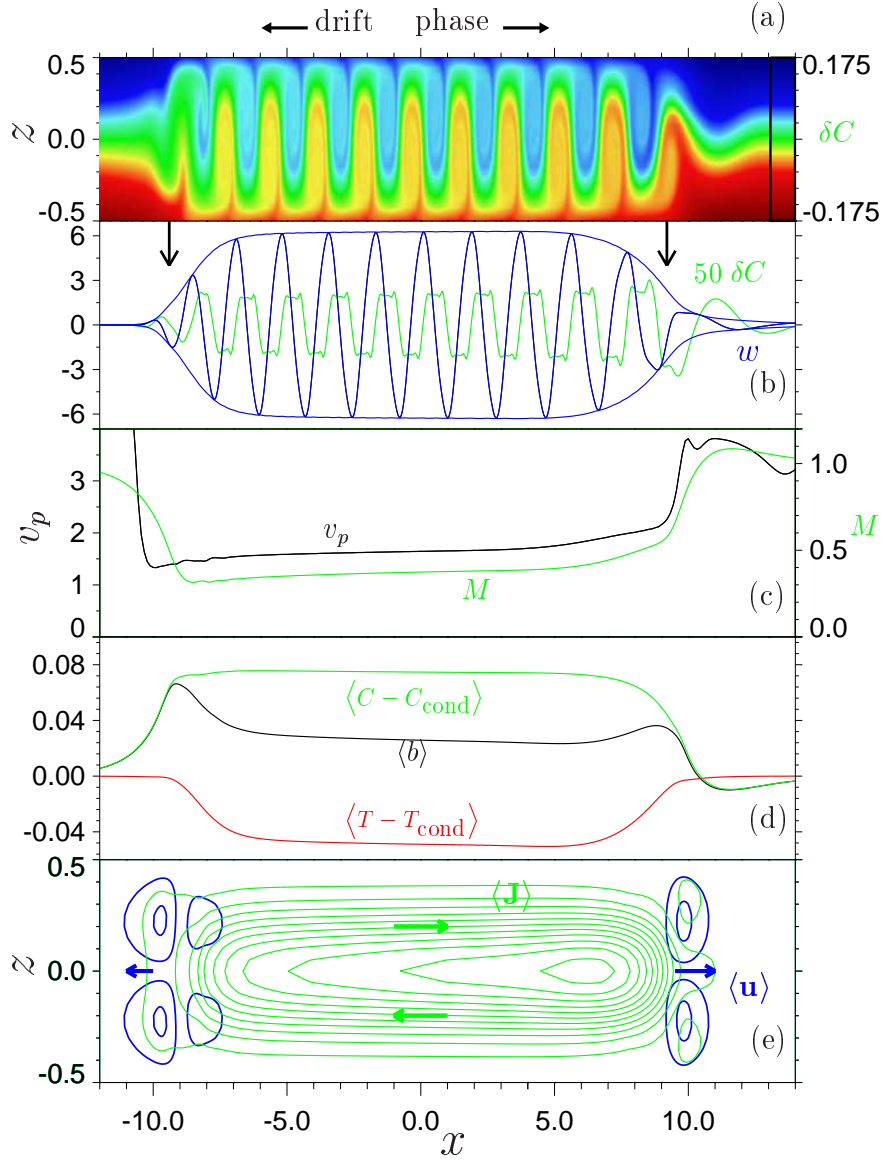 ← drift phase → (a)
0.5
0.0
-0.5
z
0.175
δC
-0.175
6
3
0
-3
-6
50 δC
w
(b)
3
2
1
0
v_p
v_p
M
1.0
0.5
0.0
M
(c)
0.08
0.04
0.00
-0.04
⟨C − C_cond⟩
⟨b⟩
⟨T − T_cond⟩
(d)
0.5
0.0
-0.5
z
⟨J⟩
⟨u⟩
(e)
-10.0 -5.0 0.0 5.0 10.0
x